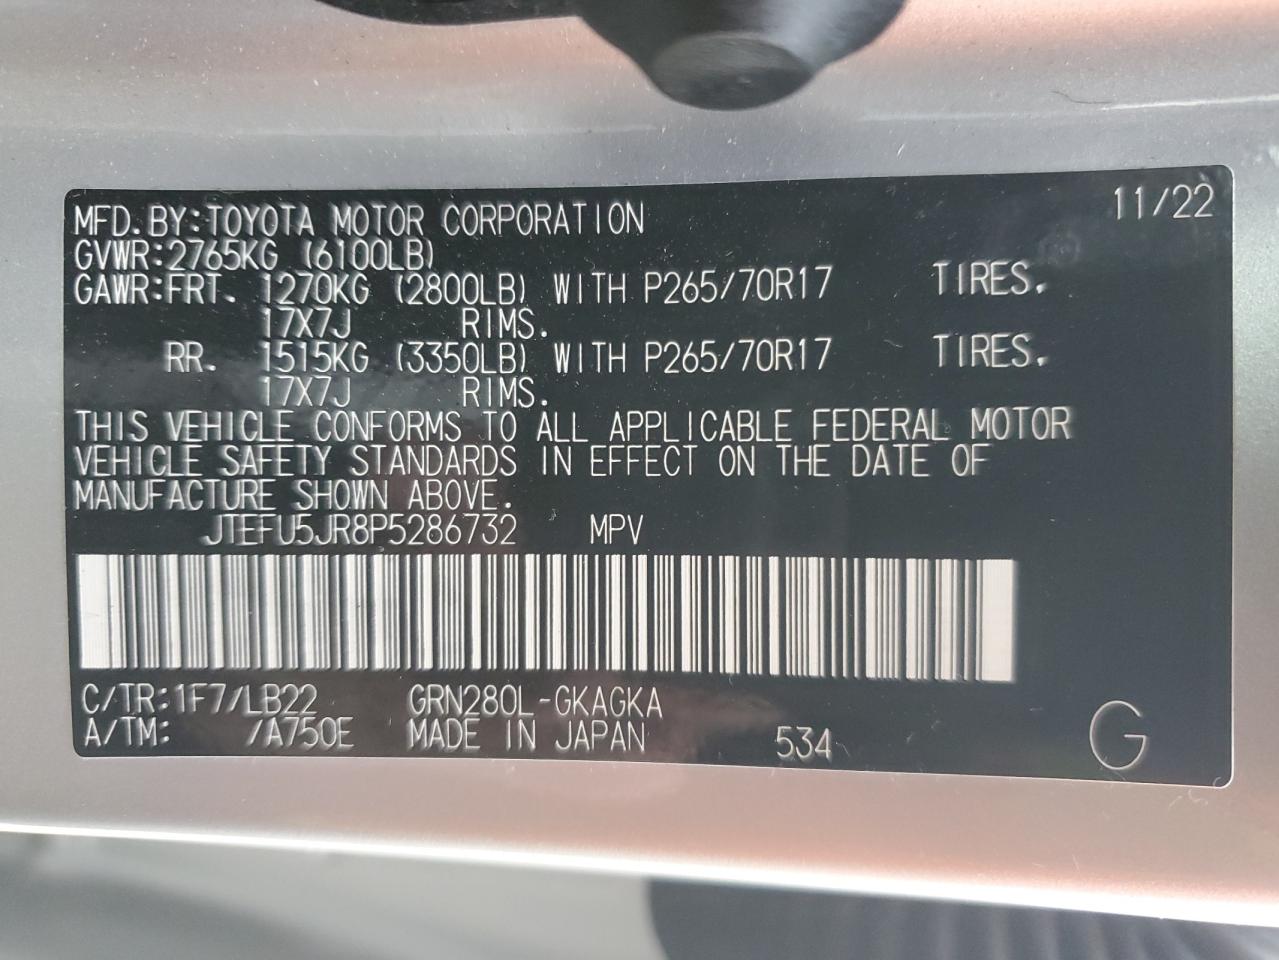 11/22
MFD.BY:TOYOTA MOTOR CORPORATION
GVWR:2765KG (6100LB)
GAWR:FRT. 1270KG (2800LB) WITH P265/70R17 TIRES.
17X7J RIMS.
RR. 1515KG (3350LB) WITH P265/70R17 TIRES.
17X7J RIMS.
THIS VEHICLE CONFORMS TO ALL APPLICABLE FEDERAL MOTOR
VEHICLE SAFETY STANDARDS IN EFFECT ON THE DATE OF
MANUFACTURE SHOWN ABOVE.
JTEFU5JR8P5286732 MPV
C/TR:1F7/LB22 GRN280L-GKAGKA
A/TM: /A750E MADE IN JAPAN 534 G